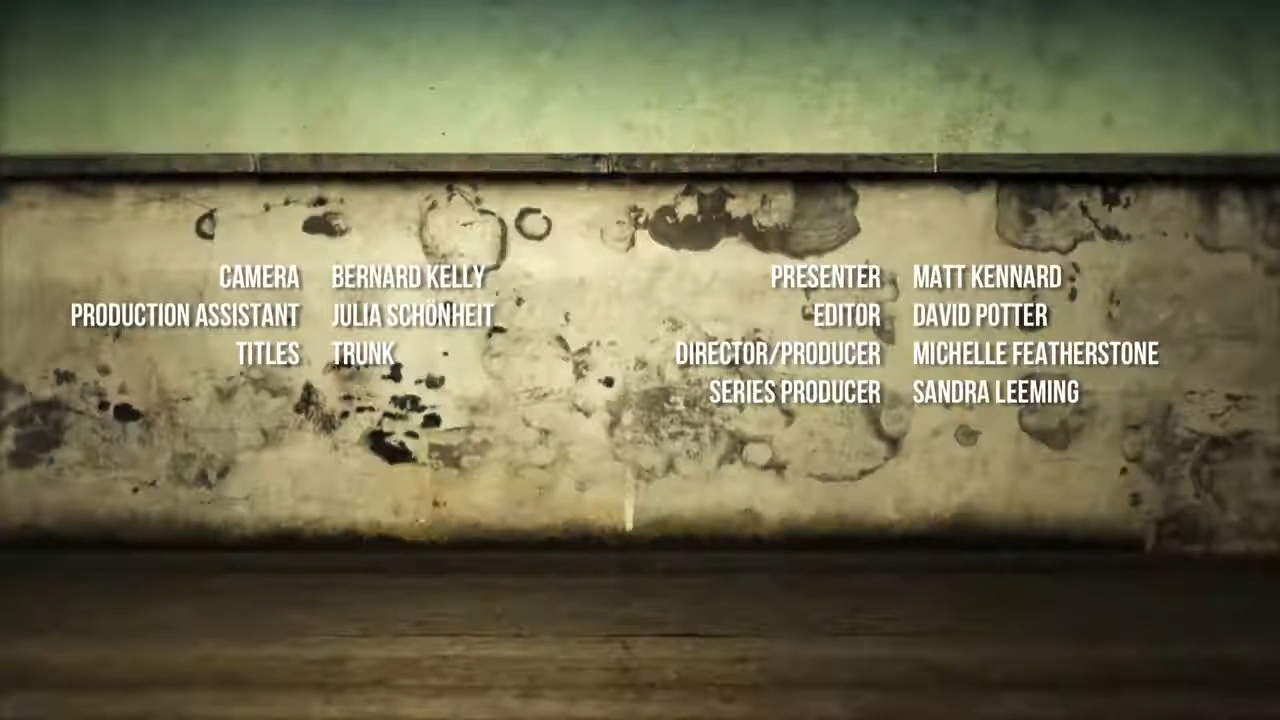 CAMERA BERNARD KELLY
PRODUCTION ASSISTANT JULIA SCHÖNHEIT
TITLES TRUNK
PRESENTER MATT KENNARD
EDITOR DAVID POTTER
DIRECTOR/PRODUCER MICHELLE FEATHERSTONE
SERIES PRODUCER SANDRA LEEMING